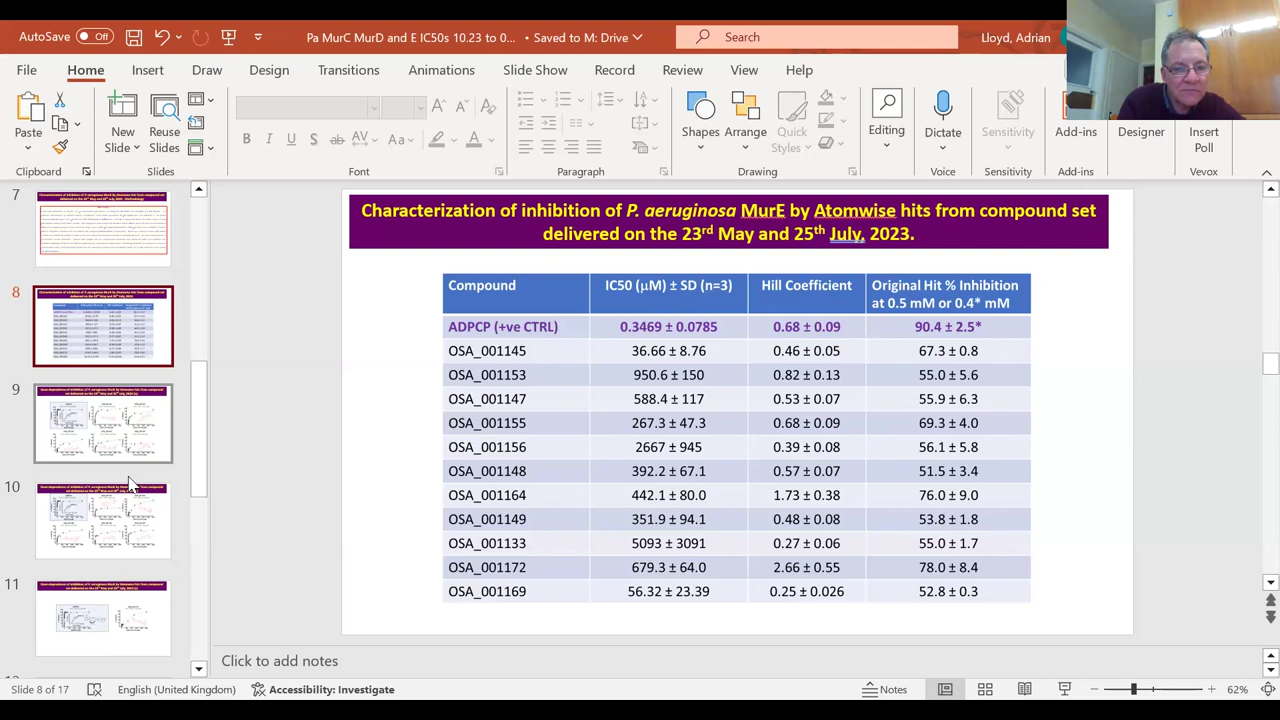 AutoSave Off
Pa MurC MurD and E IC50s 10.23 to 0... • Saved to M: Drive
Search
Lloyd, Adrian
File Home Insert Draw Design Transitions Animations Slide Show Record Review View Help
Paste
New Slide
Reuse Slides
Shapes
Arrange
Quick Styles
Editing
Dictate
Sensitivity
Add-ins
Designer
Insert Poll
Clipboard
Slides
Font
Paragraph
Drawing
Voice
Sensitivity
Add-ins
Vevox
7
8
9
10
11
Characterization of inhibition of P. aeruginosa MurE by Atomwise hits from compound set
delivered on the 23rd May and 25th July, 2023
Compound IC50 (µM) ± SD (n=3) Hill Coefficient Original Hit % Inhibition at 0.5 mM or 0.4* mM
ADPCP (+ve CTRL) 0.3469 ± 0.0785 0.68 ± 0.09 90.4 ± 2.5*
OSA_001145 36.66 ± 8.76 0.46 ± 0.05 67.3 ± 0.8
OSA_001153 950.6 ± 150 0.82 ± 0.13 55.0 ± 5.6
OSA_001147 588.4 ± 117 0.53 ± 0.07 55.9 ± 6.3
OSA_001155 267.3 ± 47.3 0.68 ± 0.09 69.3 ± 4.0
OSA_001156 2667 ± 945 0.39 ± 0.08 56.1 ± 5.8
OSA_001148 392.2 ± 67.1 0.57 ± 0.07 51.5 ± 3.4
442.1 ± 80.0 76.0 ± 9.0
OSA_001149 351.9 ± 94.1 0.48 ± 0.08 53.8 ± 1.8
OSA_001133 5093 ± 3091 0.27 ± 0.06 55.0 ± 1.7
OSA_001172 679.3 ± 64.0 2.66 ± 0.55 78.0 ± 8.4
OSA_001169 56.32 ± 23.39 0.25 ± 0.026 52.8 ± 0.3
Click to add notes
Slide 8 of 17 English (United Kingdom) Accessibility: Investigate Notes 62%